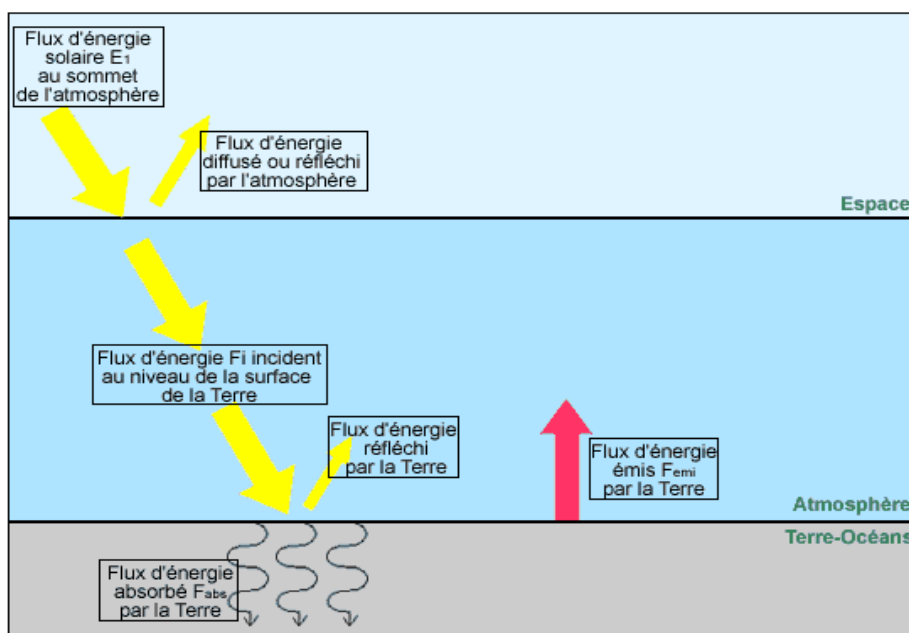 Flux d'énergie
solaire E₁
au sommet
de l'atmosphère
Flux d'énergie
diffusé ou réfléchi
par l'atmosphère
Espace
Flux d'énergie Fi incident
au niveau de la surface
de la Terre
Flux d'énergie
réfléchi
par la Terre
Flux d'énergie
émis Fₑₘᵢ
par la Terre
Atmosphère
Terre-Océans
Flux d'énergie
absorbé Fabs
par la Terre